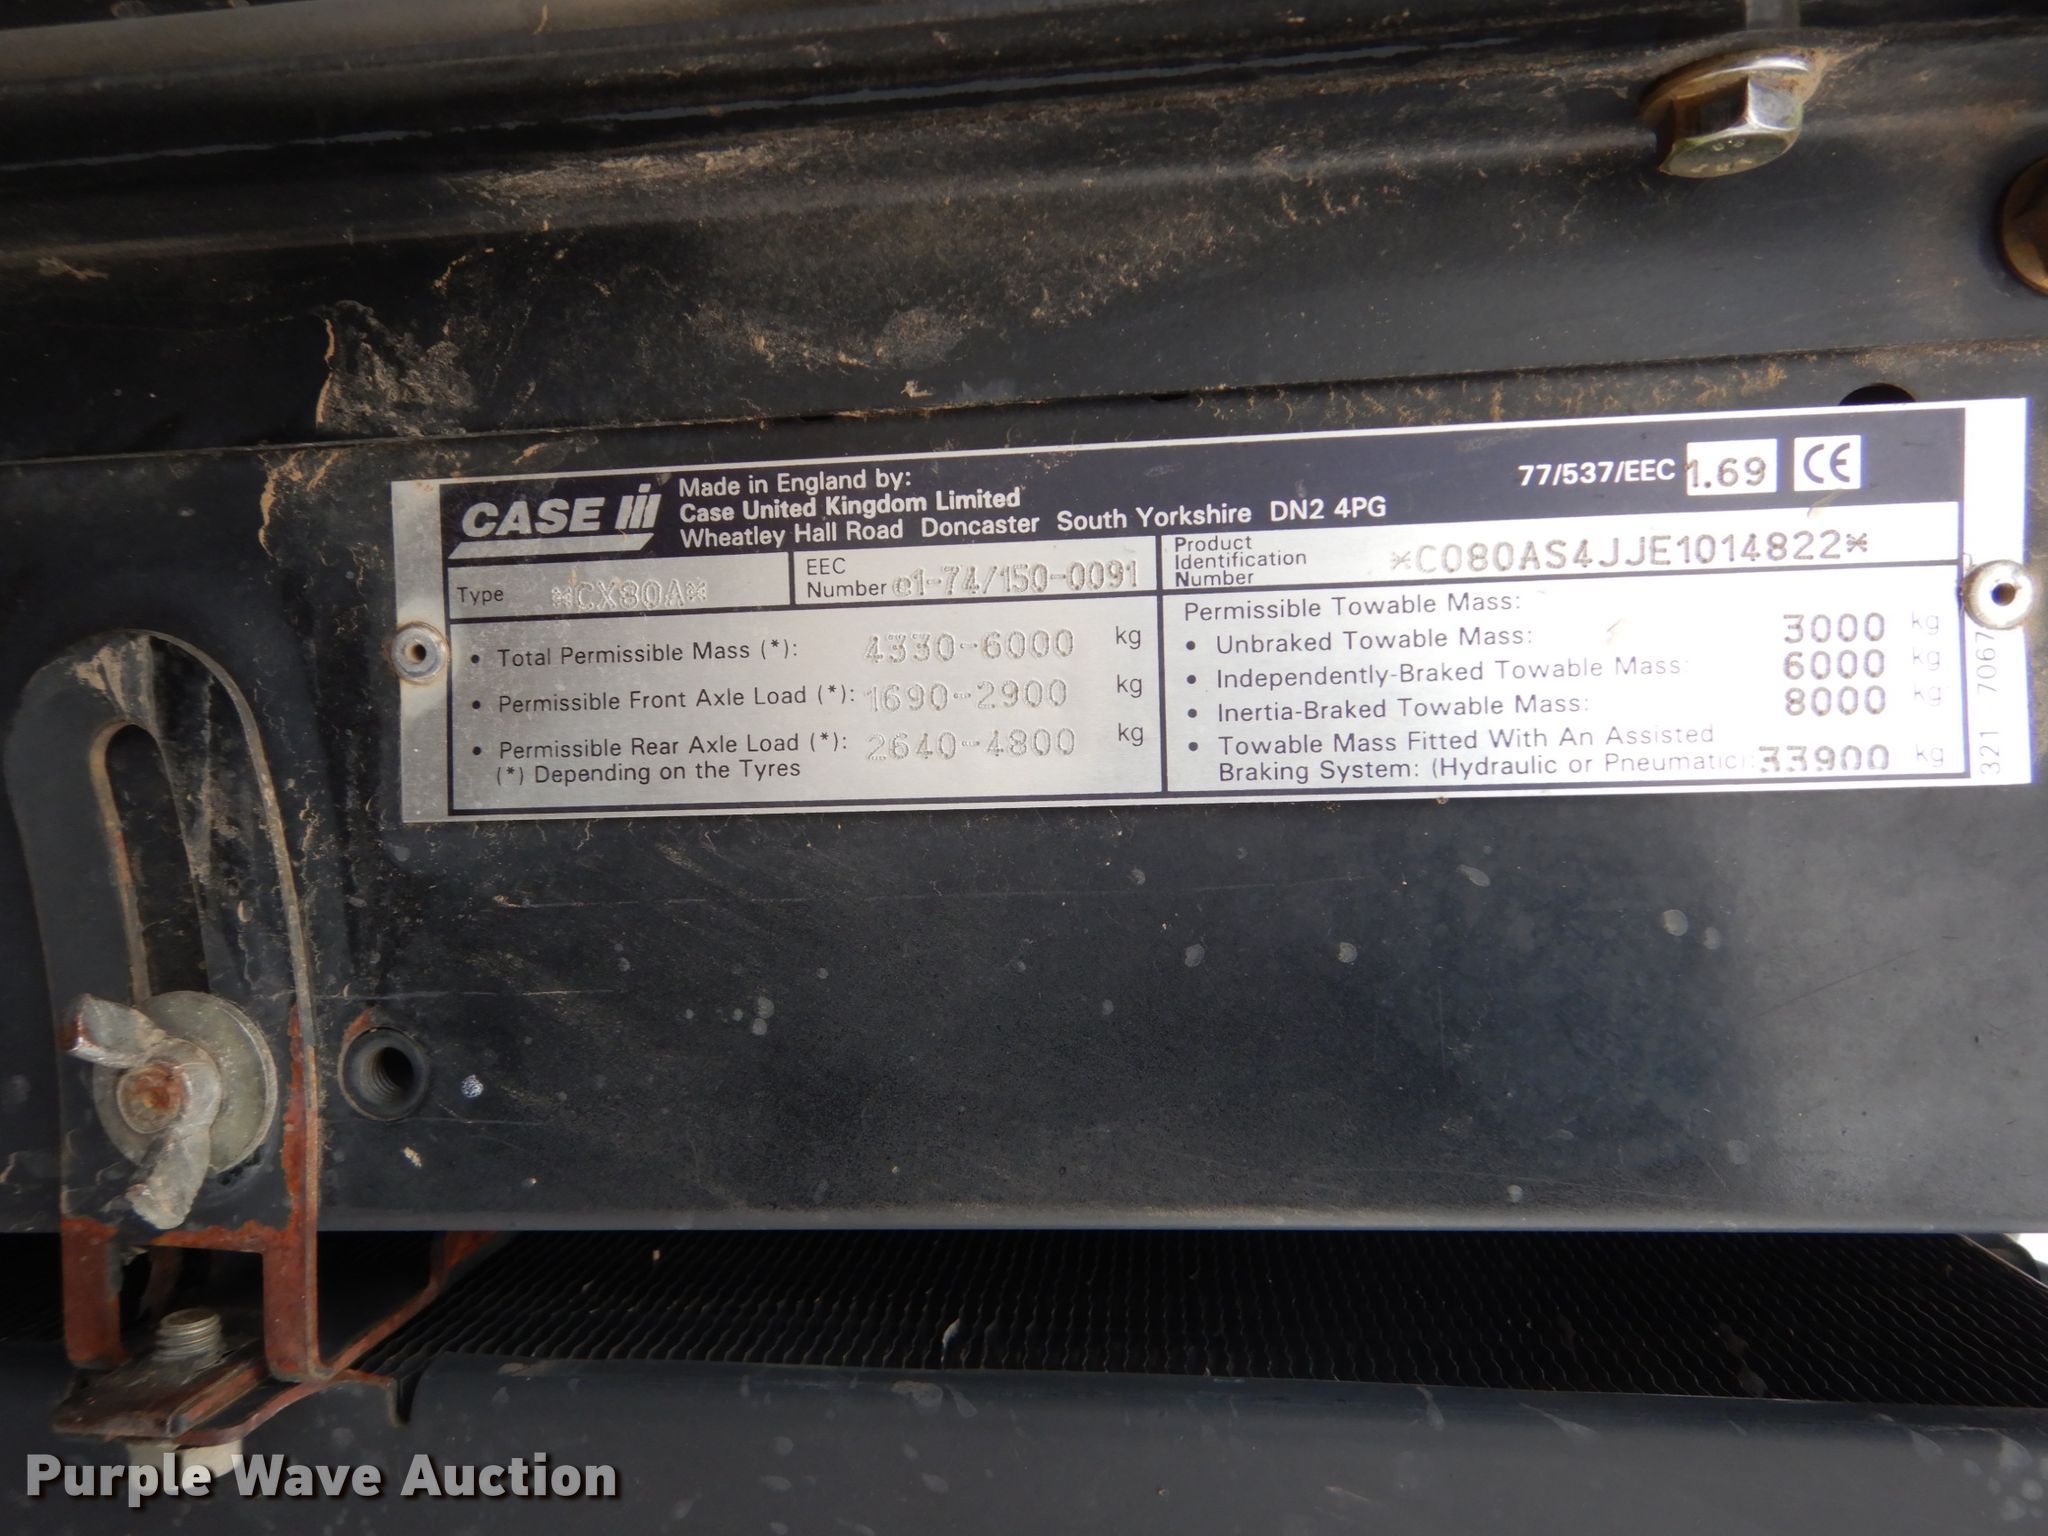 CASE III
Made in England by:
Case United Kingdom Limited
Wheatley Hall Road Doncaster South Yorkshire DN2 4PG
77/537/EEC 1.69 CE
Type *CX80A*
EEC
Number e1-74/150-0091
Product
Identification
Number
*C080AS4JJE1014822*
• Total Permissible Mass (*): 4330-6000 kg
• Permissible Front Axle Load (*): 1690-2900 kg
• Permissible Rear Axle Load (*): 2640-4800 kg
(*) Depending on the Tyres
Permissible Towable Mass:
• Unbraked Towable Mass: 3000 kg
• Independently-Braked Towable Mass: 6000 kg
• Inertia-Braked Towable Mass: 8000 kg
• Towable Mass Fitted With An Assisted
Braking System: (Hydraulic or Pneumatic): 33900 kg
321 7067
Purple Wave Auction